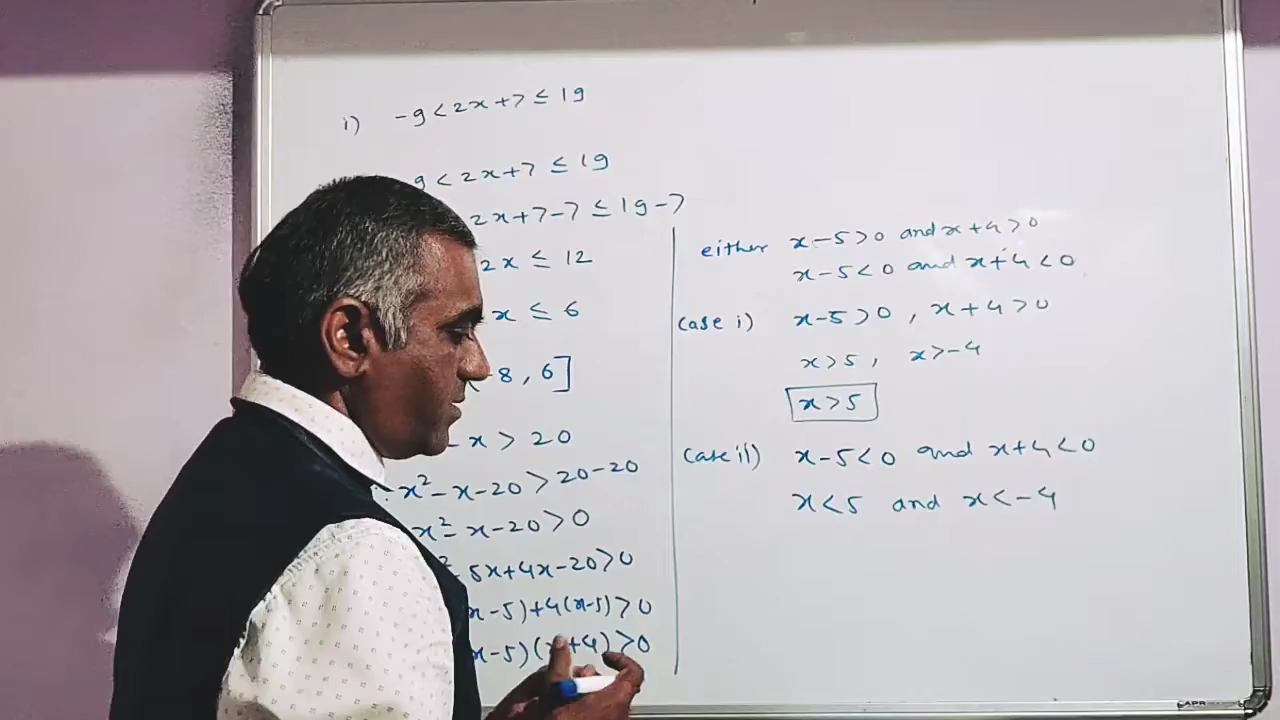 i) -9 < 2x + 7 ≤ 19
9 < 2x + 7 ≤ 19
2x + 7 - 7 ≤ 19 - 7
2x ≤ 12
x ≤ 6
-8 , 6]
- x > 20
x² - x - 20 > 20 - 20
x² - x - 20 > 0
² - 5x + 4x - 20 > 0
x - 5) + 4(x - 5) > 0
x - 5)(x + 4) > 0
either x - 5 > 0 and x + 4 > 0
x - 5 < 0 and x + 4 < 0
Case i) x - 5 > 0 , x + 4 > 0
x > 5 , x > -4
x > 5
Case ii) x - 5 < 0 and x + 4 < 0
x < 5 and x < -4